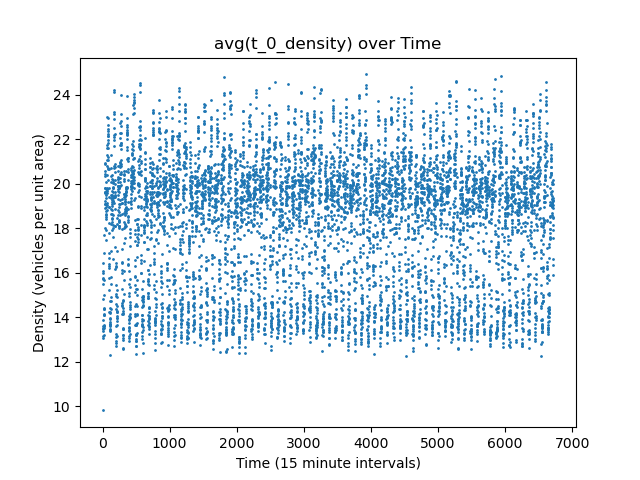 avg(t_0_density) over Time
Density (vehicles per unit area)
24
22
20
18
16
14
12
10
0 1000 2000 3000 4000 5000 6000 7000
Time (15 minute intervals)